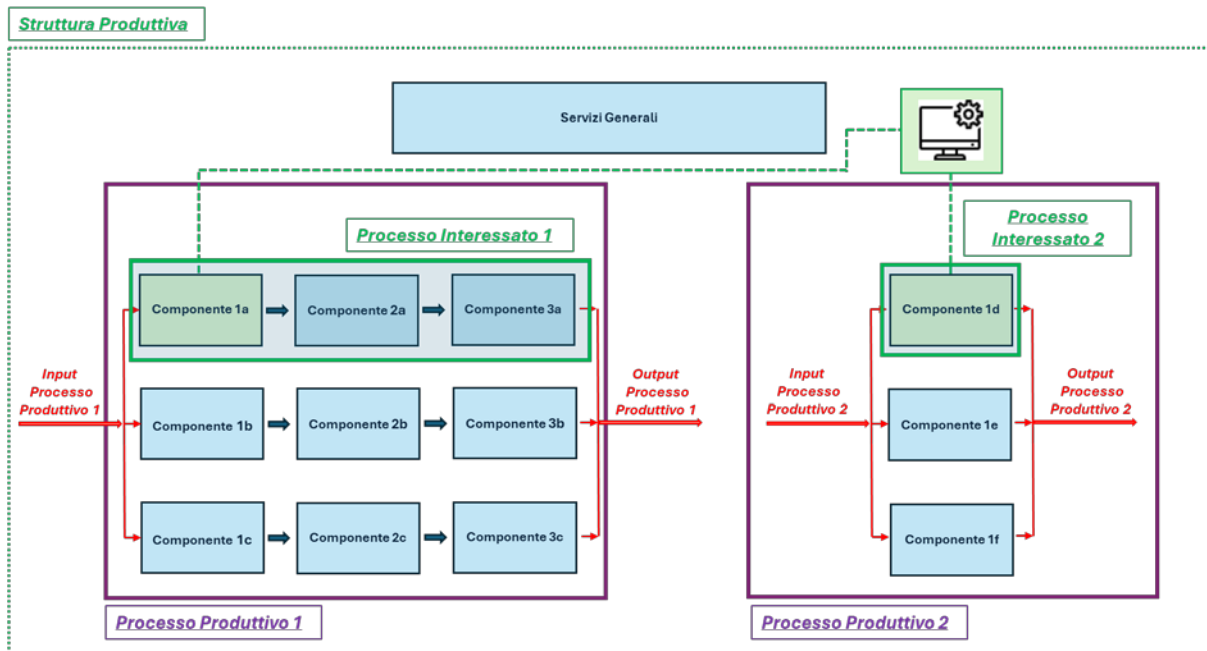 Struttura Produttiva
Servizi Generali
Processo Interessato 1
Processo
Interessato 2
Componente 1a
Componente 2a
Componente 3a
Componente 1d
Input
Processo
Produttivo 1
Output
Processo
Produttivo 1
Input
Processo
Produttivo 2
Output
Processo
Produttivo 2
Componente 1b
Componente 2b
Componente 3b
Componente 1e
Componente 1c
Componente 2c
Componente 3c
Componente 1f
Processo Produttivo 1
Processo Produttivo 2